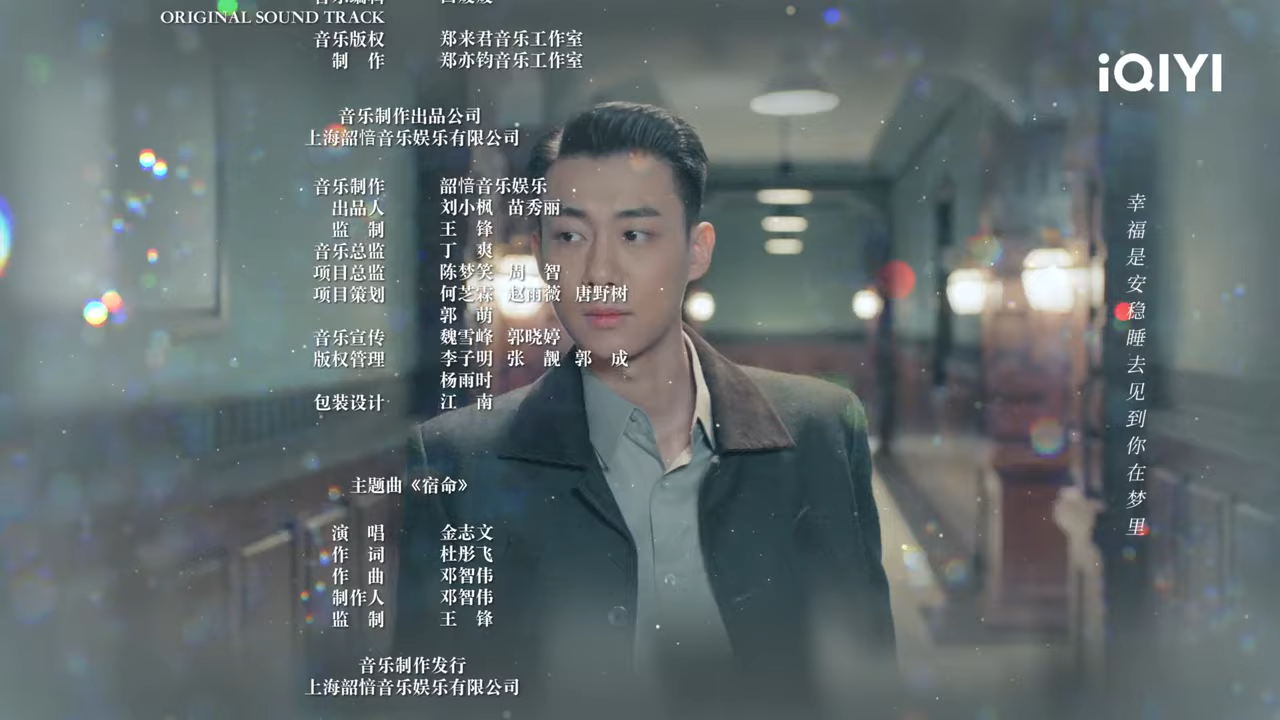 ORIGINAL SOUND TRACK
音乐版权 郑来君音乐工作室
制 作 郑亦钧音乐工作室
iQIYI
音乐制作出品公司
上海韶愔音乐娱乐有限公司
音乐制作 韶愔音乐娱乐
出品人 刘小枫 苗秀丽
监 制 王 锋
音乐总监 丁 爽
项目总监 陈梦笑 周 智
项目策划 何芝霖 赵雨薇 唐野树
郭 萌
音乐宣传 魏雪峰 郭晓婷
版权管理 李子明 张 靓 郭 成
杨雨时
包装设计 江 南
主题曲《宿命》
演 唱 金志文
作 词 杜彤飞
作 曲 邓智伟
制作人 邓智伟
监 制 王 锋
音乐制作发行
上海韶愔音乐娱乐有限公司
幸福是安稳睡去见到你在梦里